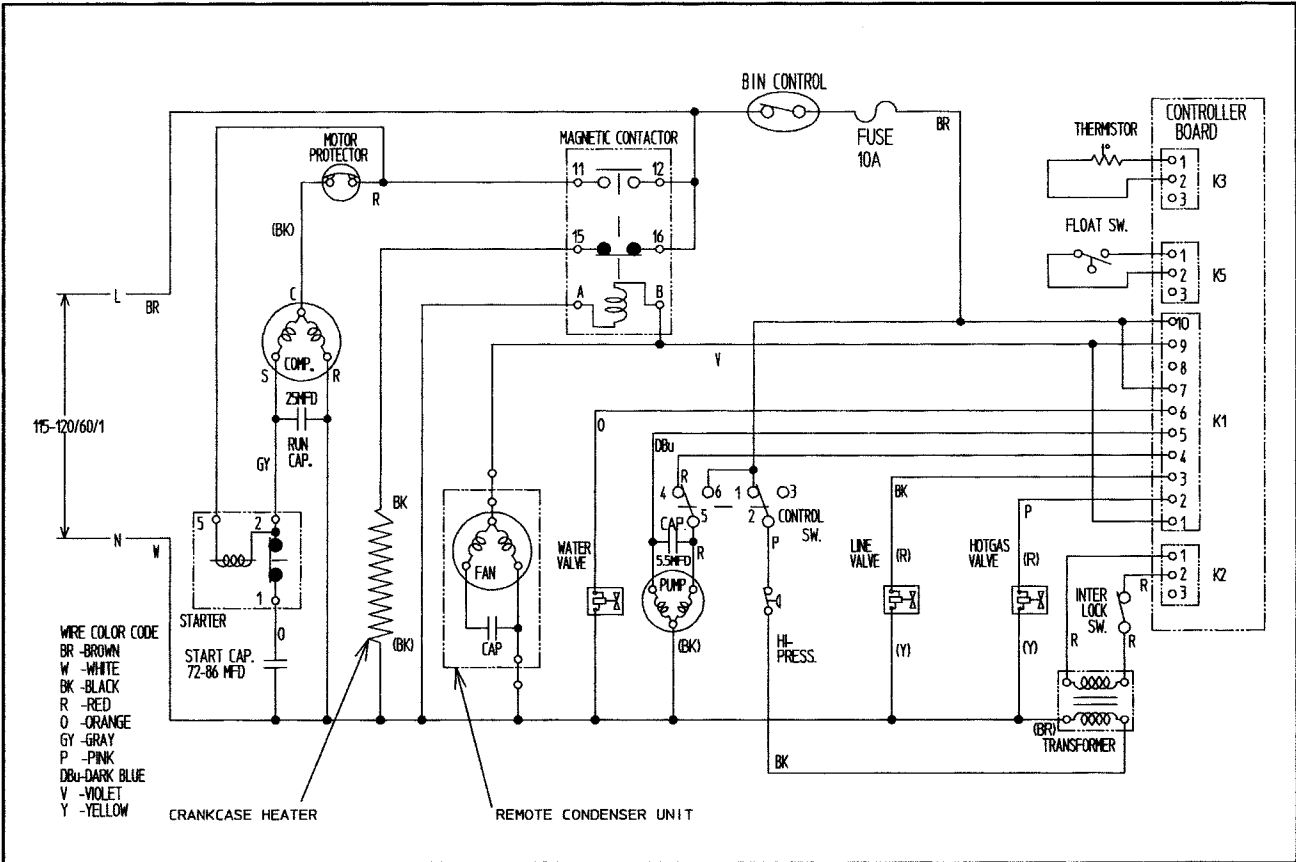 BIN CONTROL
FUSE
10A
BR
CONTROLLER
BOARD
THERMISTOR
t°
1
2
3
K3
FLOAT SW.
1
2
3
K5
MOTOR
PROTECTOR
R
MAGNETIC CONTACTOR
11
12
15
16
A
B
(BK)
L
BR
115-120/60/1
N
W
C
COMP.
S
R
25MFD
RUN
CAP.
GY
5
2
1
STARTER
O
START CAP.
72-86 MFD
BK
(BK)
V
FAN
CAP
O
WATER
VALVE
DBu
R
4
6
5
CAP
5.5MFD
R
PUMP
(BK)
1
3
2
CONTROL
SW.
P
HI-
PRESS.
BK
BK
(R)
LINE
VALVE
(Y)
P
(R)
HOTGAS
VALVE
(Y)
10
9
8
7
6
5
4
3
2
1
K1
1
2
3
K2
R
INTER
LOCK
SW.
R
R
(BR)
TRANSFORMER
WIRE COLOR CODE
BR -BROWN
W -WHITE
BK -BLACK
R -RED
O -ORANGE
GY -GRAY
P -PINK
DBu-DARK BLUE
V -VIOLET
Y -YELLOW
CRANKCASE HEATER
REMOTE CONDENSER UNIT